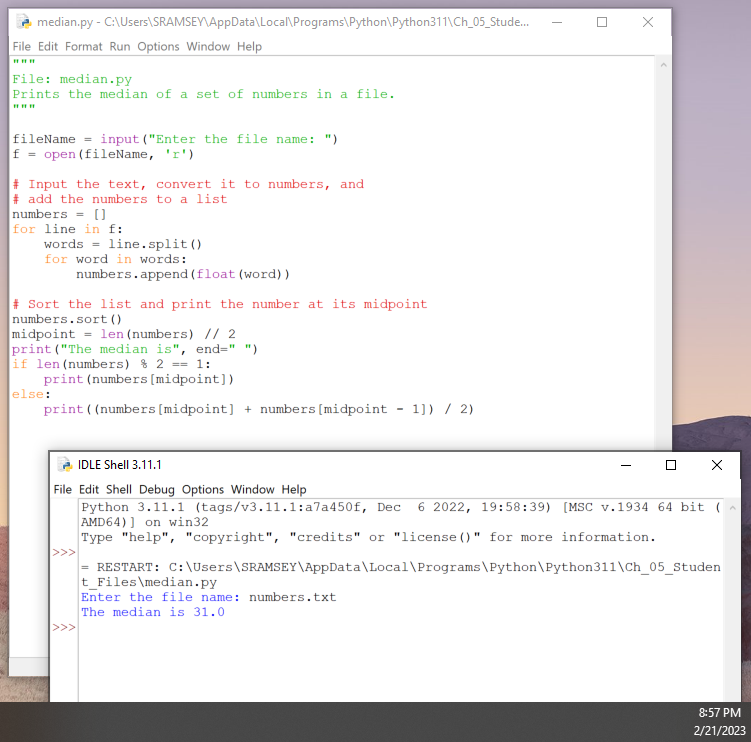 median.py - C:\Users\SRAMSEY\AppData\Local\Programs\Python\Python311\Ch_05_Stude...
File Edit Format Run Options Window Help
"""
File: median.py
Prints the median of a set of numbers in a file.
"""
fileName = input("Enter the file name: ")
f = open(fileName, 'r')
# Input the text, convert it to numbers, and
# add the numbers to a list
numbers = []
for line in f:
    words = line.split()
    for word in words:
        numbers.append(float(word))
# Sort the list and print the number at its midpoint
numbers.sort()
midpoint = len(numbers) // 2
print("The median is", end=" ")
if len(numbers) % 2 == 1:
    print(numbers[midpoint])
else:
    print((numbers[midpoint] + numbers[midpoint - 1]) / 2)
IDLE Shell 3.11.1
File Edit Shell Debug Options Window Help
Python 3.11.1 (tags/v3.11.1:a7a450f, Dec  6 2022, 19:58:39) [MSC v.1934 64 bit (
AMD64)] on win32
Type "help", "copyright", "credits" or "license()" for more information.
>>>
= RESTART: C:\Users\SRAMSEY\AppData\Local\Programs\Python\Python311\Ch_05_Studen
t_Files\median.py
Enter the file name: numbers.txt
The median is 31.0
>>>
8:57 PM
2/21/2023